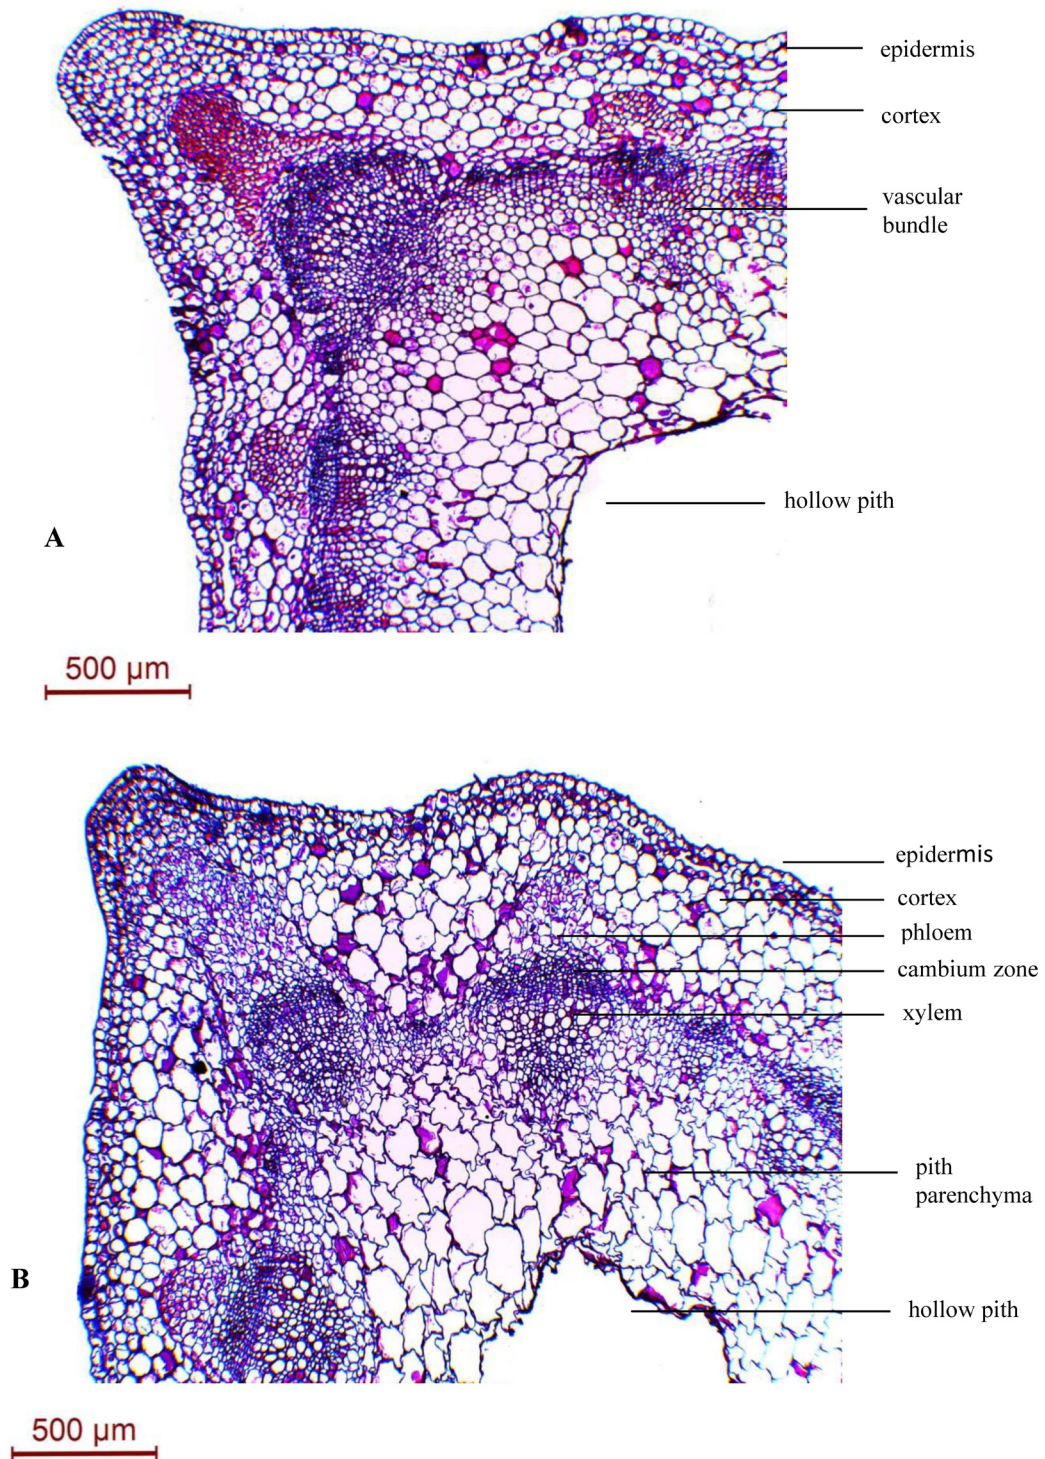 epidermis
cortex
vascular
bundle
hollow pith
A
500 µm
epidermis
cortex
phloem
cambium zone
xylem
pith
parenchyma
B
hollow pith
500 µm